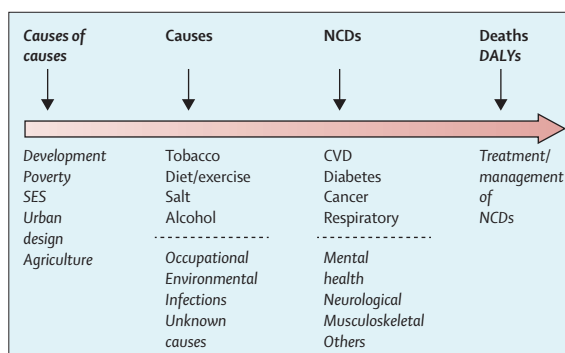 Causes of
causes
Causes
NCDs
Deaths
DALYs
Development
Poverty
SES
Urban
design
Agriculture
Tobacco
Diet/exercise
Salt
Alcohol
Occupational
Environmental
Infections
Unknown
causes
CVD
Diabetes
Cancer
Respiratory
Mental
health
Neurological
Musculoskeletal
Others
Treatment/
management
of
NCDs